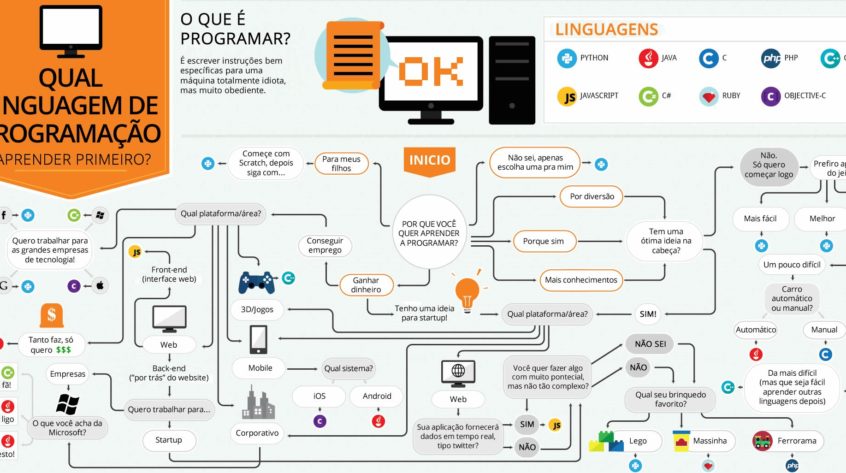 QUAL
INGUAGEM DE
ROGRAMAÇÃO
APRENDER PRIMEIRO?
O QUE É
PROGRAMAR?
É escrever instruções bem
específicas para uma
máquina totalmente idiota,
mas muito obediente.
OK
LINGUAGENS
PYTHON
JAVA
C
php
PHP
JS
JAVASCRIPT
C#
RUBY
C
OBJECTIVE-C
INICIO
POR QUE VOCÊ
QUER APRENDER
A PROGRAMAR?
Para meus
filhos
Começe com
Scratch, depois
siga com...
Não sei, apenas
escolha uma pra mim
Por diversão
Porque sim
Mais conhecimentos
Tem uma
ótima ideia na
cabeça?
Não.
Só quero
começar logo
Prefiro ap
do jei
Mais fácil
Melhor
Um pouco difícil
Carro
automático
ou manual?
Automático
Manual
Da mais difícil
(mas que seja fácil
aprender outras
linguagens depois)
SIM!
Qual plataforma/área?
Conseguir
emprego
Ganhar
dinheiro
Tenho uma ideia
para startup!
Qual plataforma/área?
Quero trabalhar para
as grandes empresas
de tecnologia!
f
G
C
JS
Front-end
(interface web)
Web
Back-end
("por trás" do website)
Quero trabalhar para...
Empresas
Startup
$
Tanto faz, só
quero $$$
O que você acha da
Microsoft?
fã!
ligo
esto!
3D/Jogos
Mobile
Qual sistema?
iOS
Android
C
Corporativo
Web
Sua aplicação fornecerá
dados em tempo real,
tipo twitter?
SIM
JS
NÃO
Você quer fazer algo
com muito pontecial,
mas não tão complexo?
NÃO SEI
NÃO
Qual seu brinquedo
favorito?
Lego
Massinha
Ferrorama
php